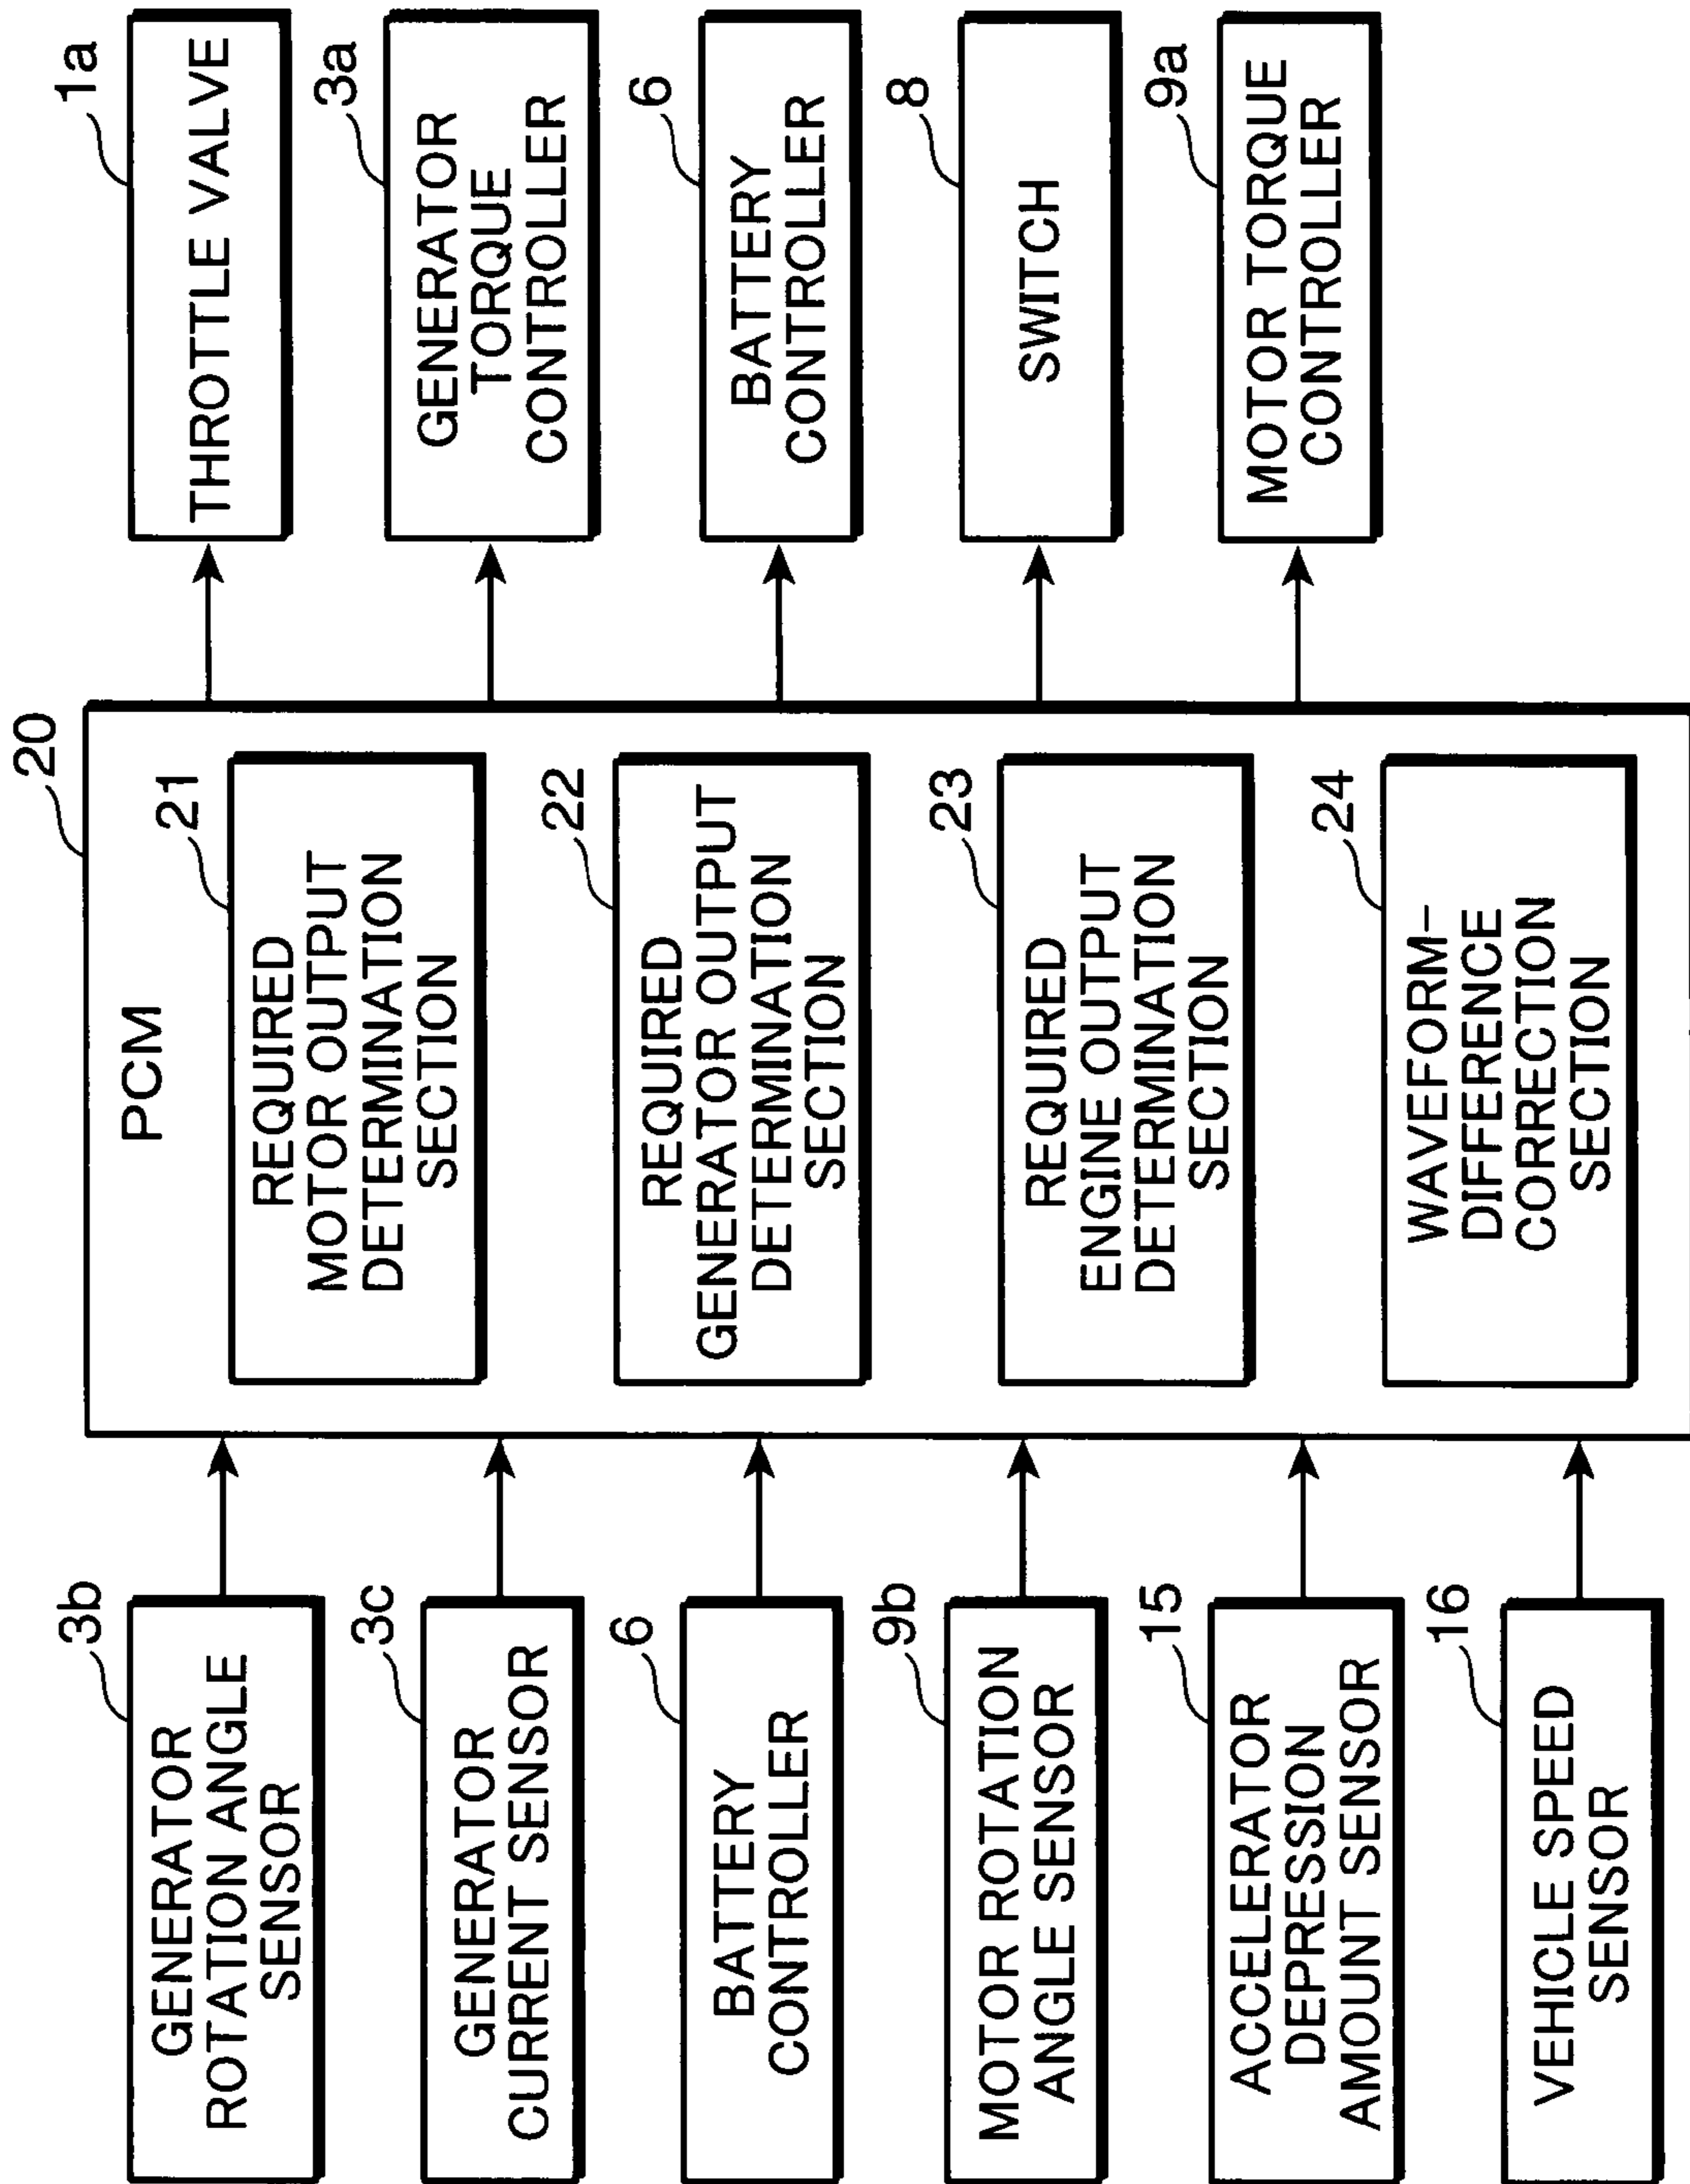 3b
GENERATOR
ROTATION ANGLE
SENSOR
3c
GENERATOR
CURRENT SENSOR
6
BATTERY
CONTROLLER
9b
MOTOR ROTATION
ANGLE SENSOR
15
ACCELERATOR
DEPRESSION
AMOUNT SENSOR
16
VEHICLE SPEED
SENSOR
20
PCM
21
REQUIRED
MOTOR OUTPUT
DETERMINATION
SECTION
22
REQUIRED
GENERATOR OUTPUT
DETERMINATION
SECTION
23
REQUIRED
ENGINE OUTPUT
DETERMINATION
SECTION
24
WAVEFORM-
DIFFERENCE
CORRECTION
SECTION
1a
THROTTLE VALVE
3a
GENERATOR
TORQUE
CONTROLLER
6
BATTERY
CONTROLLER
8
SWITCH
9a
MOTOR TORQUE
CONTROLLER